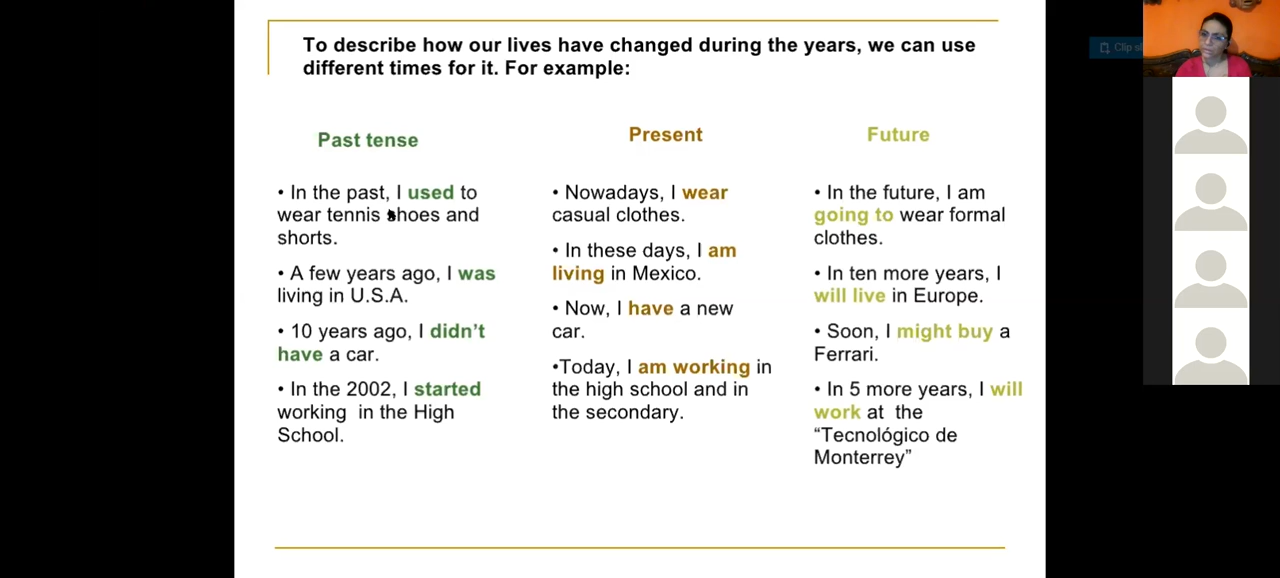 To describe how our lives have changed during the years, we can use
different times for it. For example:
Past tense
• In the past, I used to
wear tennis shoes and
shorts.
• A few years ago, I was
living in U.S.A.
• 10 years ago, I didn't
have a car.
• In the 2002, I started
working  in the High
School.
Present
• Nowadays, I wear
casual clothes.
• In these days, I am
living in Mexico.
• Now, I have a new
car.
•Today, I am working in
the high school and in
the secondary.
Future
• In the future, I am
going to wear formal
clothes.
• In ten more years, I
will live in Europe.
• Soon, I might buy a
Ferrari.
• In 5 more years, I will
work at  the
“Tecnológico de
Monterrey”
Clip